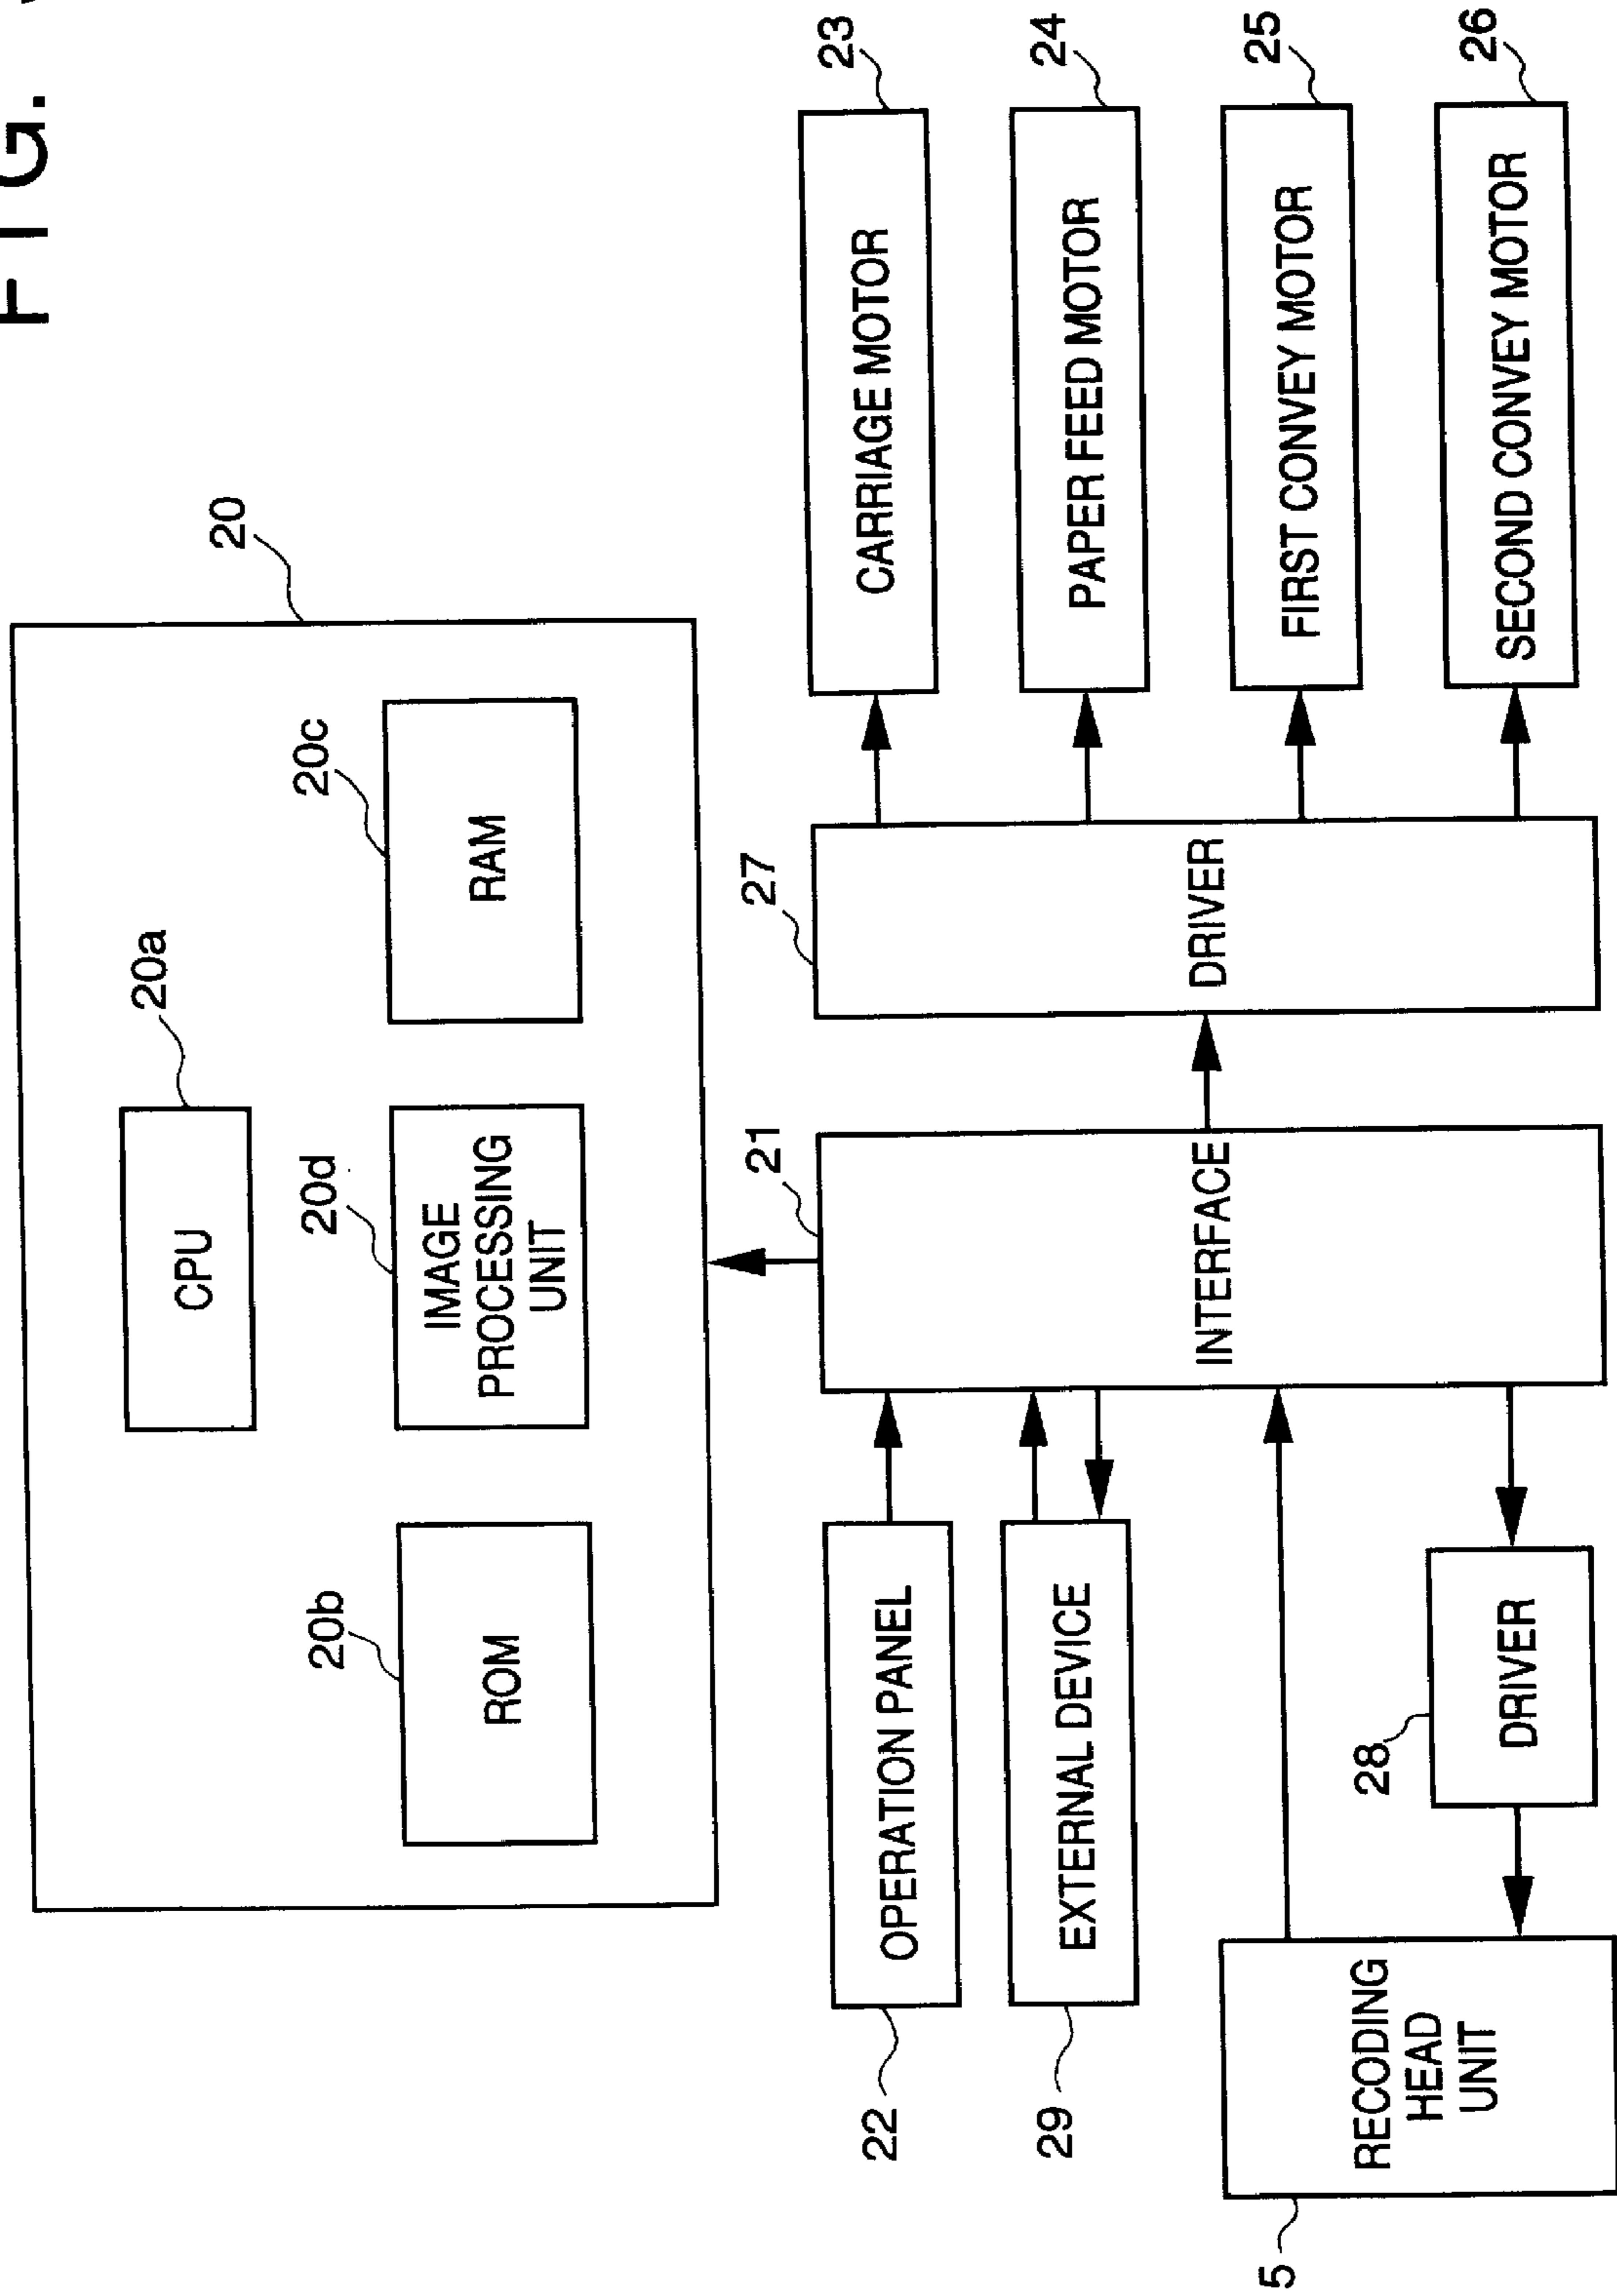 FIG.
20
CPU
20a
ROM
20b
IMAGE
PROCESSING
UNIT
20d
RAM
20c
OPERATION PANEL
22
EXTERNAL DEVICE
29
RECODING
HEAD
UNIT
5
DRIVER
28
INTERFACE
21
DRIVER
27
CARRIAGE MOTOR
23
PAPER FEED MOTOR
24
FIRST CONVEY MOTOR
25
SECOND CONVEY MOTOR
26